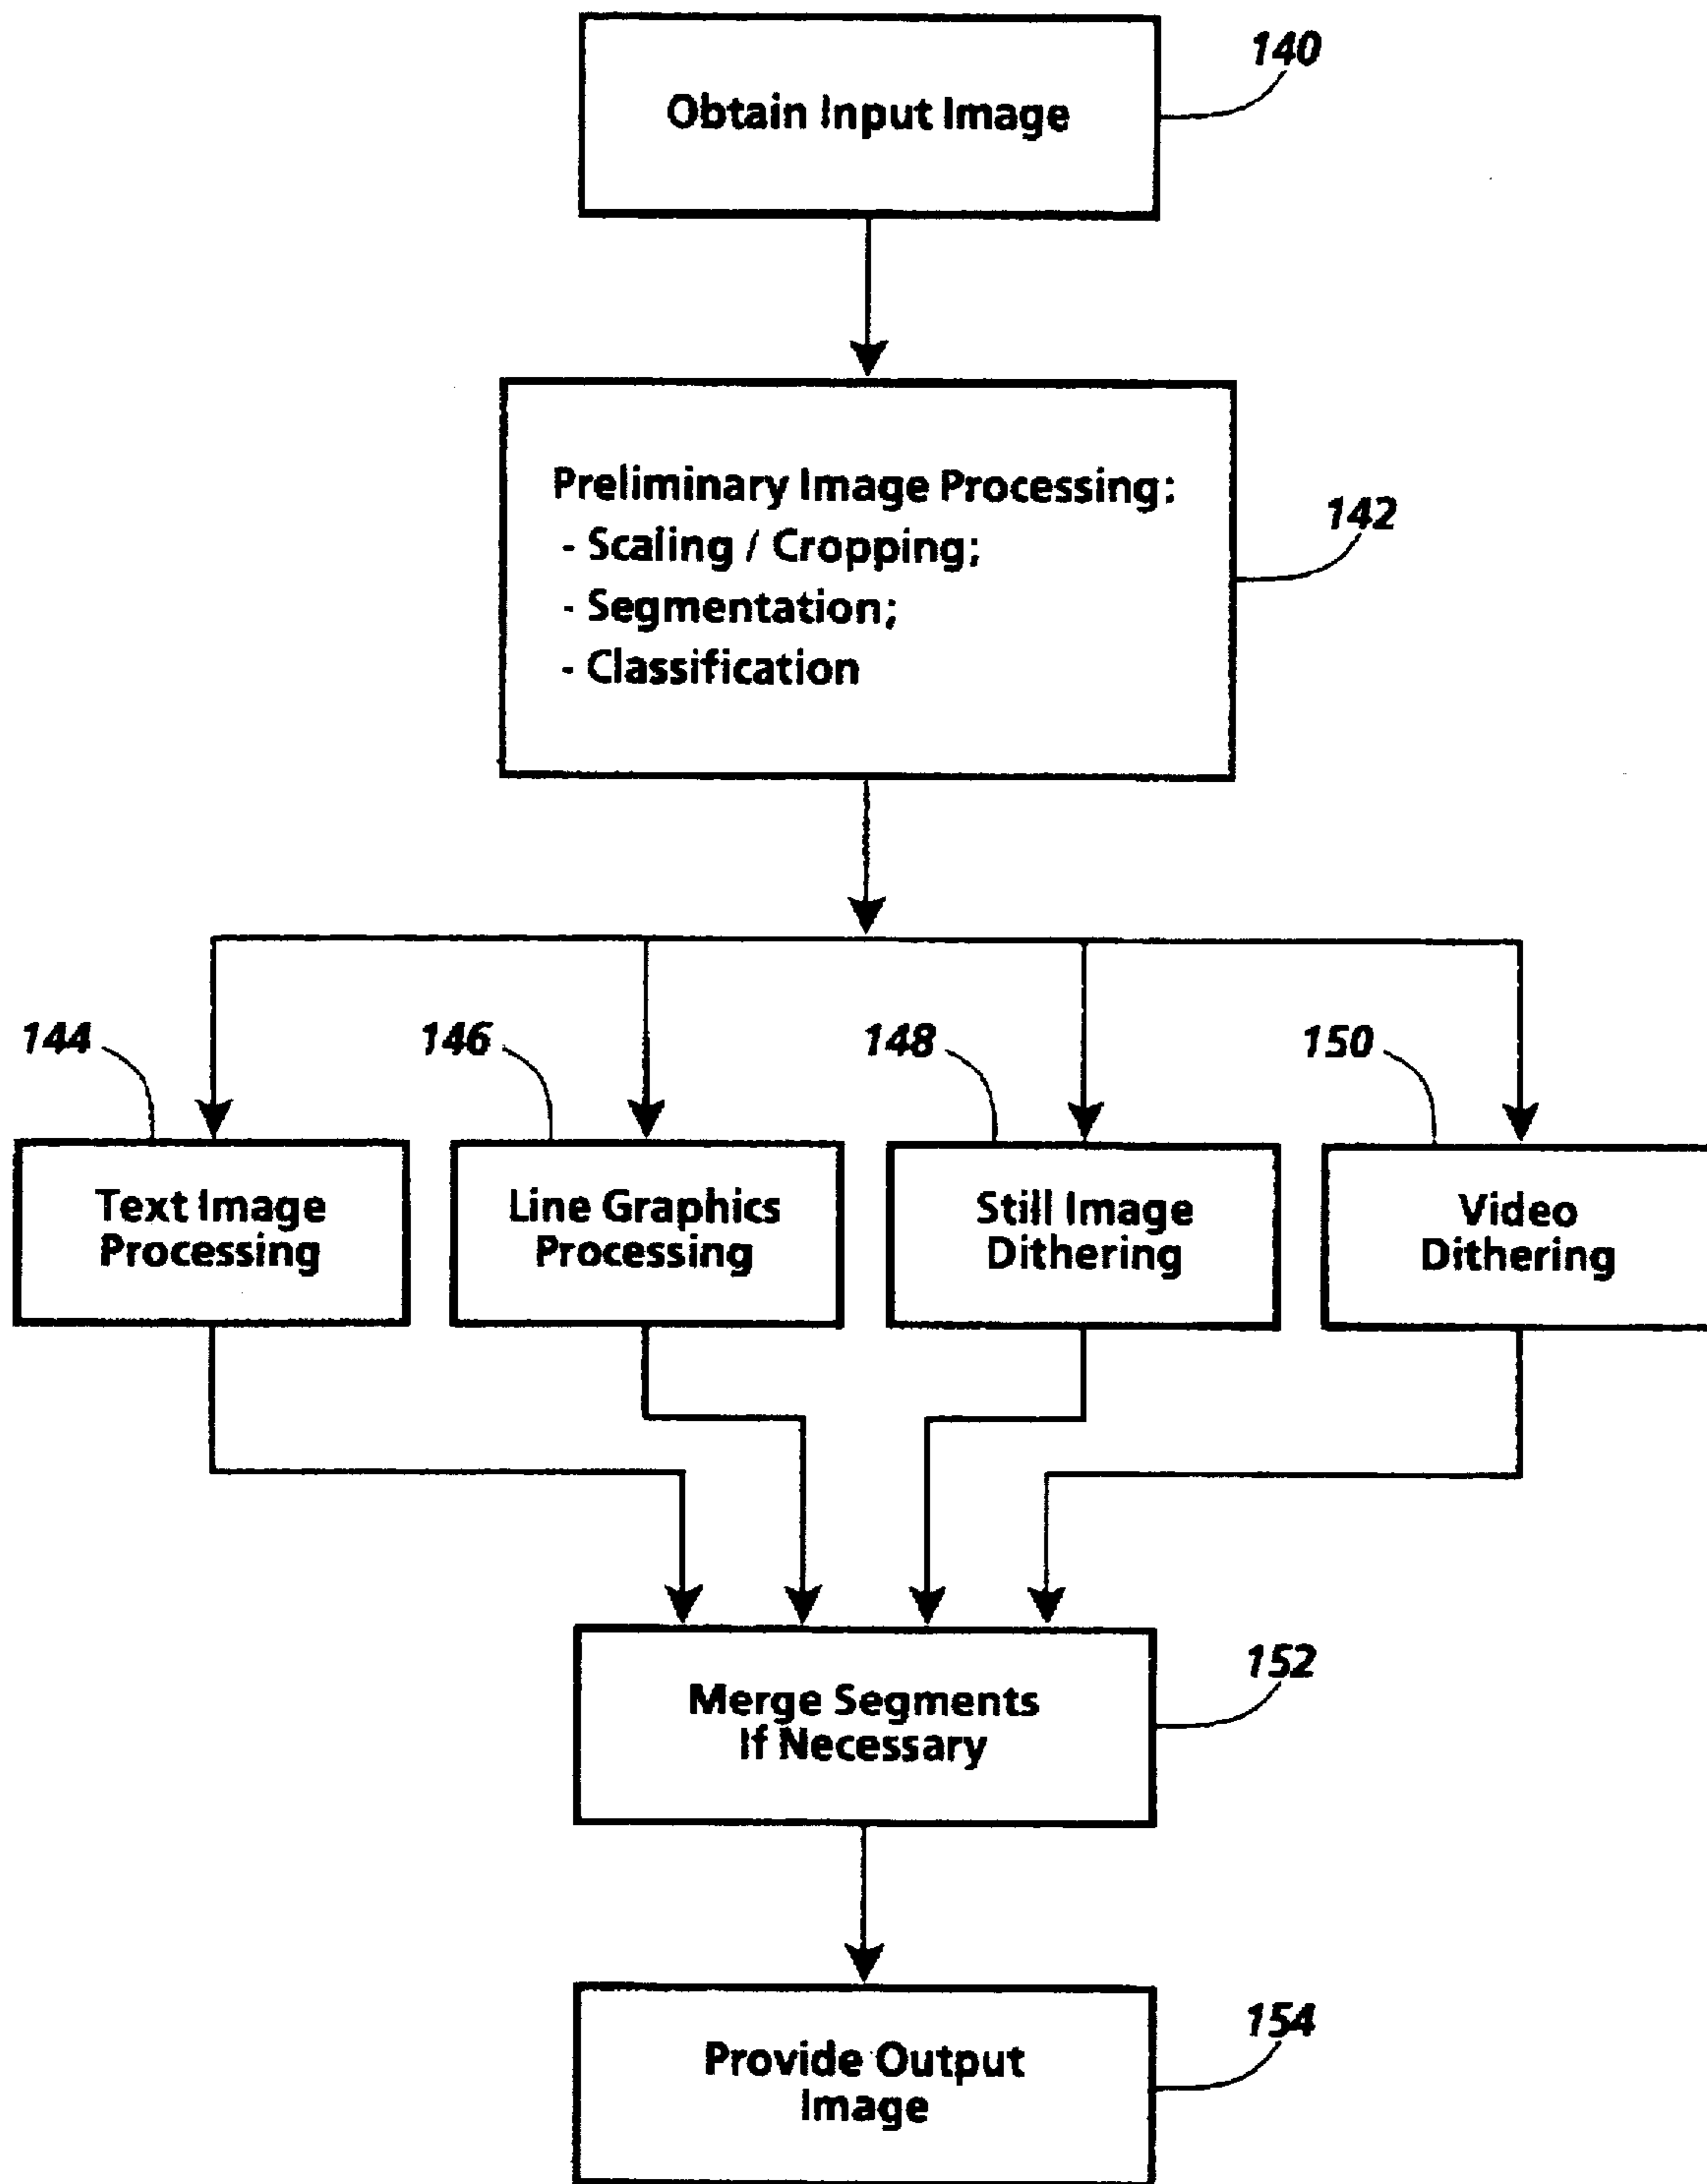 140
Obtain Input Image
Preliminary Image Processing:
- Scaling / Cropping;
- Segmentation;
- Classification
142
144
146
148
150
Text Image
Processing
Line Graphics
Processing
Still Image
Dithering
Video
Dithering
152
Merge Segments
If Necessary
154
Provide Output
Image